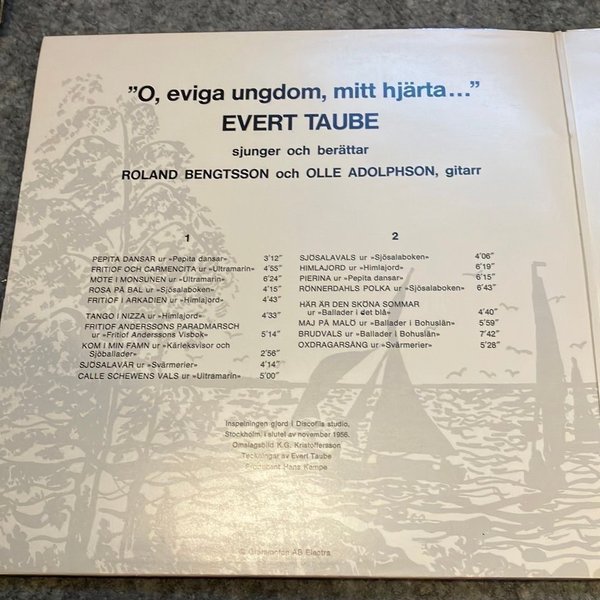 ”O, eviga ungdom, mitt hjärta...”
EVERT TAUBE
sjunger och berättar
ROLAND BENGTSSON och OLLE ADOLPHSON, gitarr
1
PEPITA DANSAR ur »Pepita dansar» 3’12”
FRITIOF OCH CARMENCITA ur »Ultramarin» 4’55”
MÖTE I MONSUNEN ur »Ultramarin» 6’24”
ROSA PÅ BAL ur »Sjösalaboken» 4’15”
FRITIOF I ARKADIEN ur »Himlajord» 4’43”
TANGO I NIZZA ur »Himlajord» 4’33”
FRITIOF ANDERSSONS PARADMARSCH
ur »Fritiof Anderssons Visbok» 5’14”
KOM I MIN FAMN ur »Kärleksvisor och
Sjöballader» 2’56”
SJÖSALAVÅR ur »Svärmerier» 4’14”
CALLE SCHEWENS VALS ur »Ultramarin» 5’00”
2
SJÖSALAVALS ur »Sjösalaboken» 4’06”
HIMLAJORD ur »Himlajord» 6’19”
PIERINA ur »Pepita dansar» 6’15”
RÖNNERDAHLS POLKA ur »Sjösalaboken» 6’43”
HÄR ÄR DEN SKÖNA SOMMAR
ur »Ballader i det blå» 4’40”
MAJ PÅ MALÖ ur »Ballader i Bohuslän» 5’59”
BRUDVALS ur »Ballader i Bohuslän» 7’42”
OXDRAGARSÅNG ur »Svärmerier» 5’28”
Inspelningen gjord i Discofils studio,
Stockholm, i slutet av november 1956.
Omslagsbild K.G. Kristoffersson
Teckningar av Evert Taube
Producent Hans Kempe
© Grammofon AB Electra